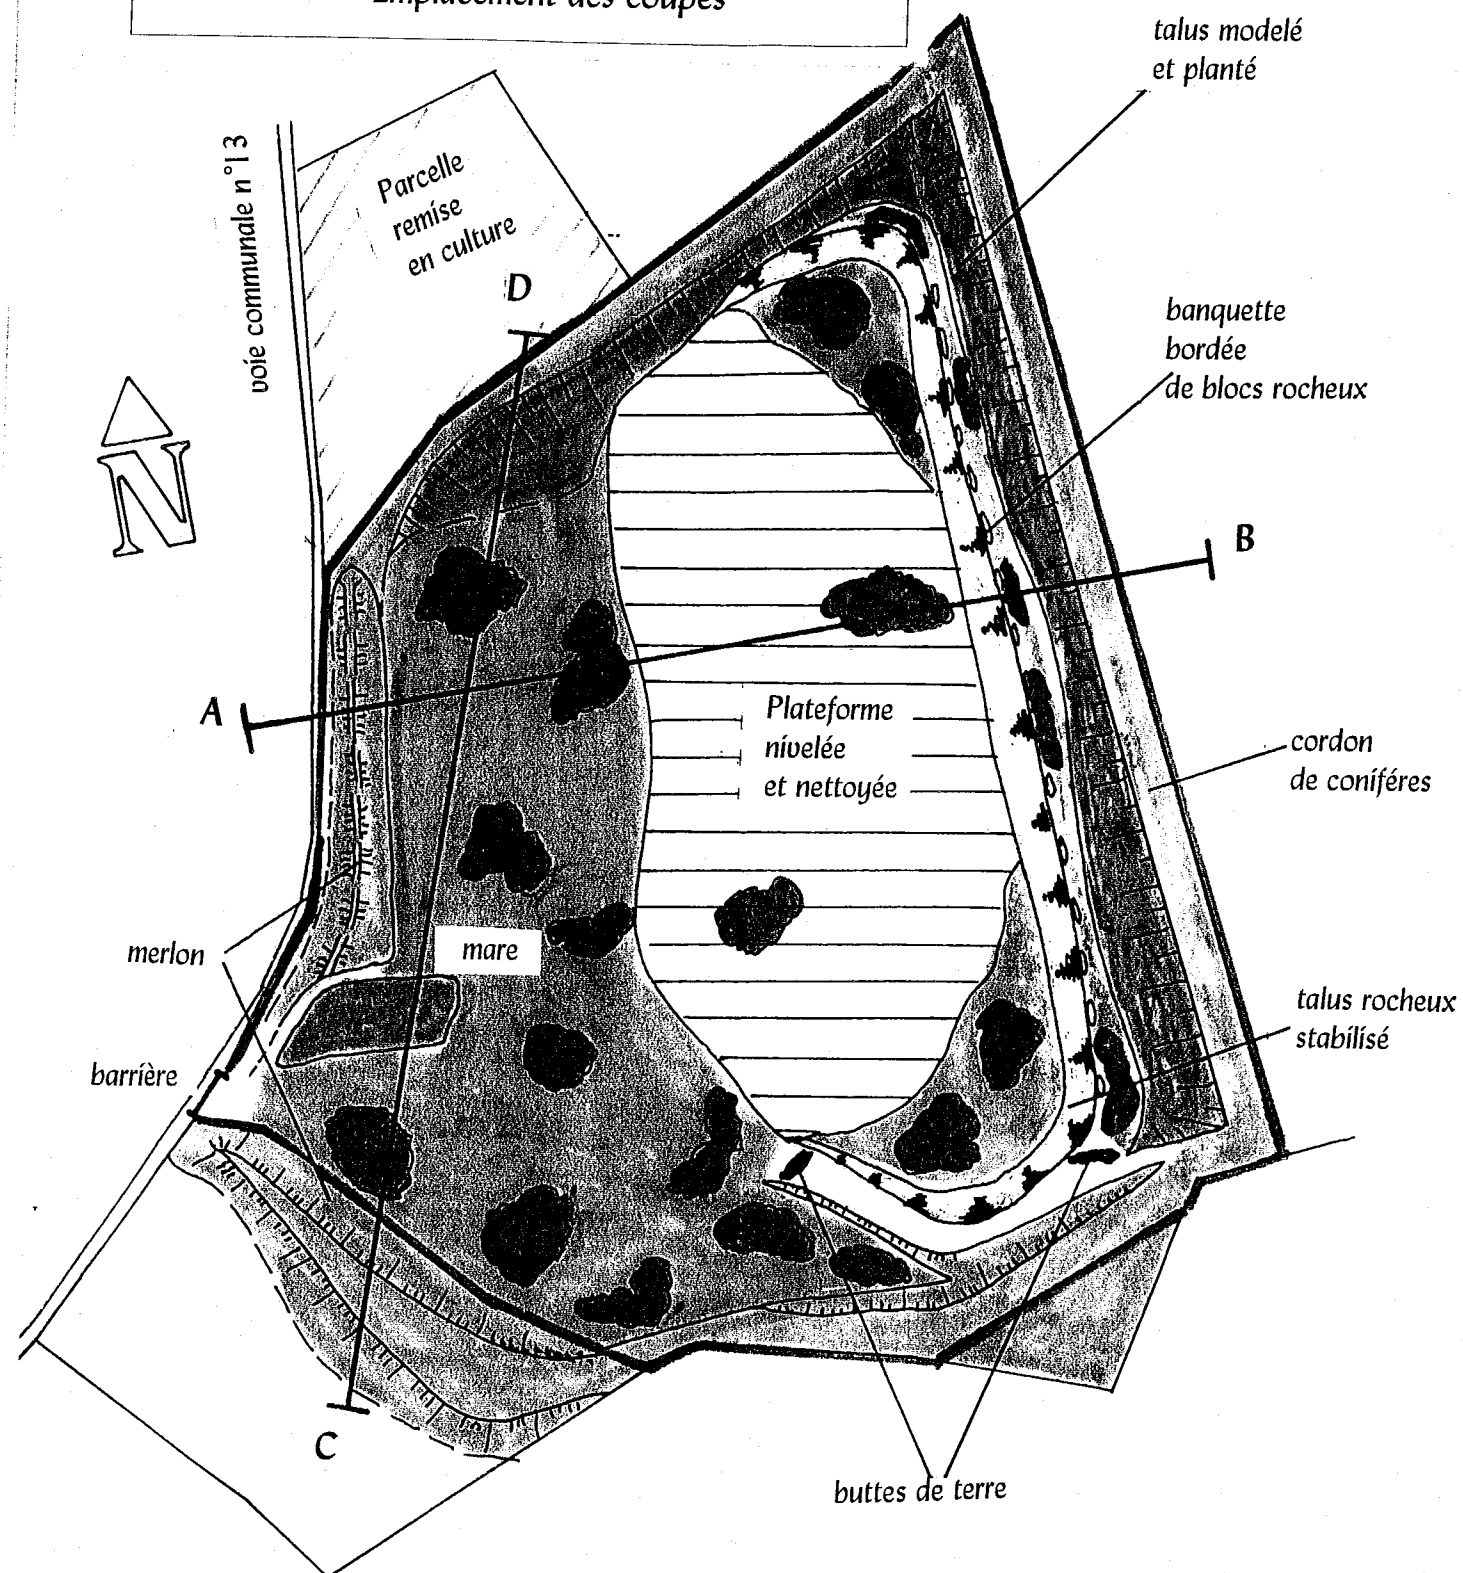 Emplacement des coupes
talus modelé
et planté
voie communale n°13
Parcelle
remise
en culture
D
banquette
bordée
de blocs rocheux
N
B
A
Plateforme
nivelée
et nettoyée
cordon
de coniféres
merlon
mare
talus rocheux
stabilisé
barrière
C
buttes de terre